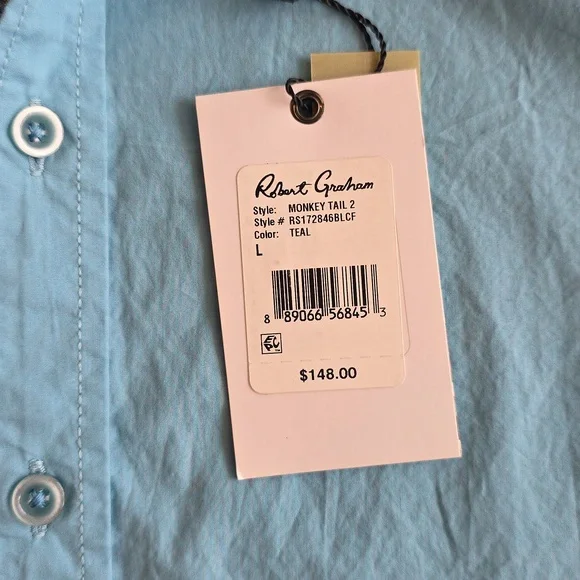 Robert Graham
Style: MONKEY TAIL 2
Style # RS172846BLCF
Color: TEAL
L
8 89066 56845 3
$148.00